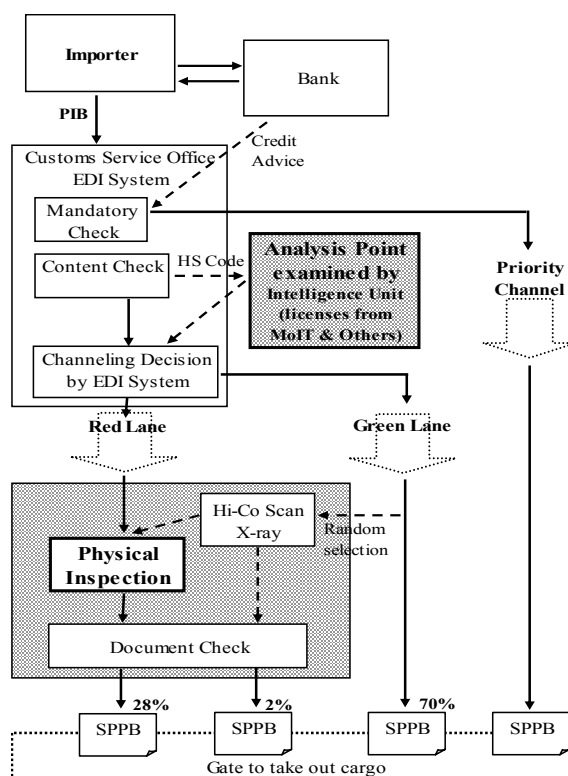 Importer
Bank
PIB
Credit
Advice
Customs Service Office
EDI System
Mandatory
Check
Content Check
HS Code
Analysis Point
examined by
Intelligence Unit
(licenses from
MoIT & Others)
Priority
Channel
Channeling Decision
by EDI System
Red Lane
Green Lane
Hi-Co Scan
X-ray
Random
selection
Physical
Inspection
Document Check
28%
2%
70%
SPPB
SPPB
SPPB
SPPB
Gate to take out cargo